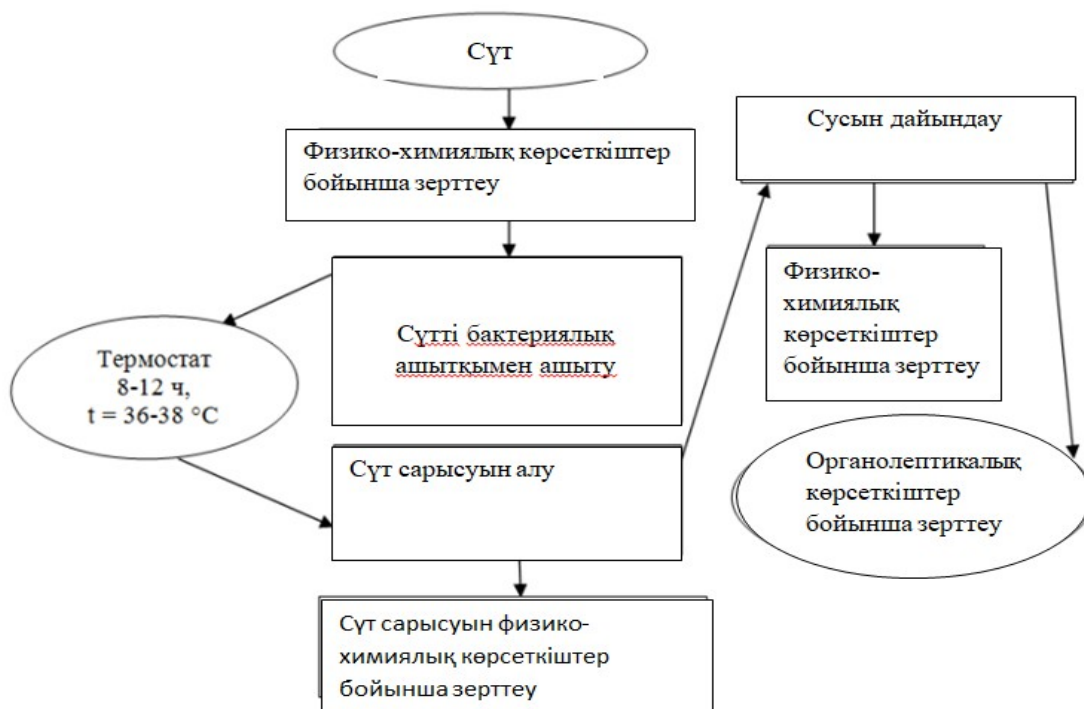 Сүт
Физико-химиялық көрсеткіштер
бойынша зерттеу
Сүтті бактериялық
ашытқымен ашыту
Термостат
8-12 ч,
t = 36-38 °C
Сүт сарысуын алу
Сүт сарысуын физико-
химиялық көрсеткіштер
бойынша зерттеу
Сусын дайындау
Физико-
химиялық
көрсеткіштер
бойынша зерттеу
Органолептикалық
көрсеткіштер
бойынша зерттеу